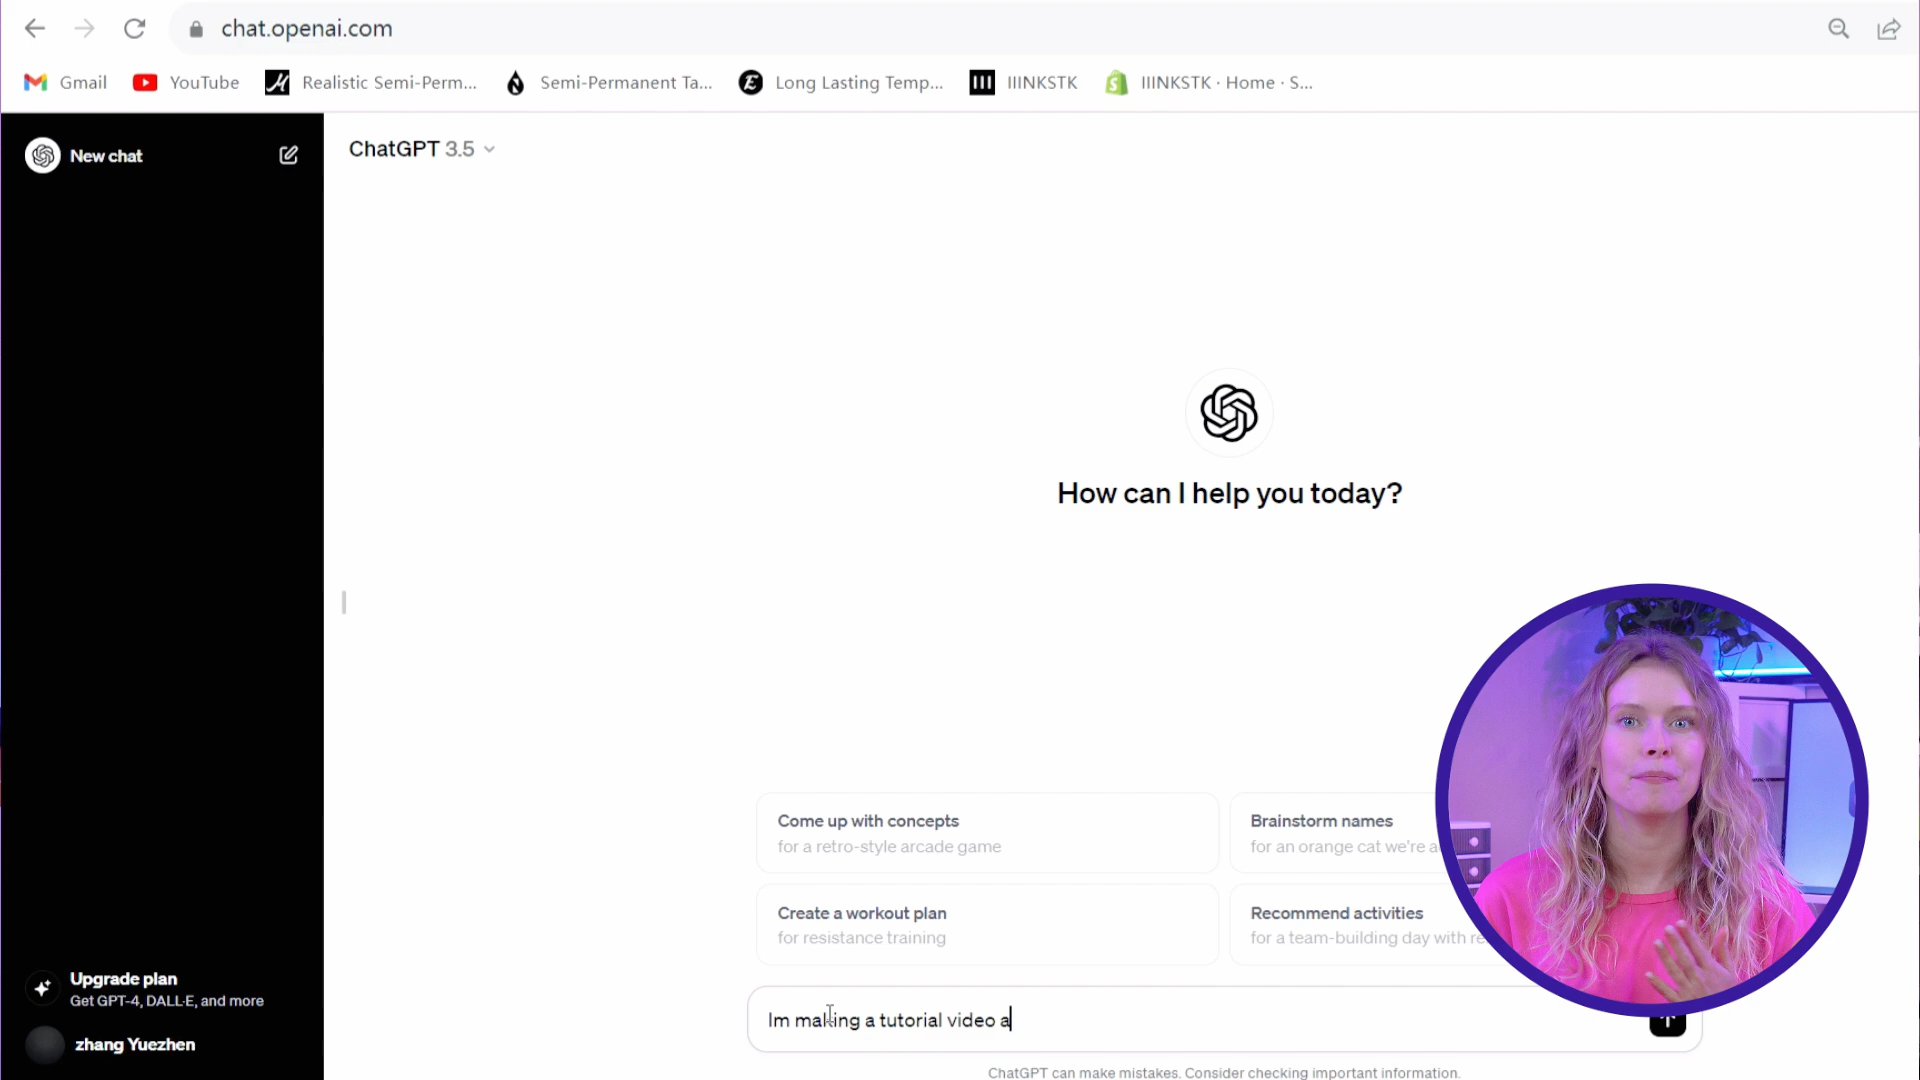 chat.openai.com
Gmail
YouTube
Realistic Semi-Perm...
Semi-Permanent Ta...
Long Lasting Temp...
IIINKSTK
IIINKSTK · Home · S...
New chat
ChatGPT 3.5
How can I help you today?
Come up with concepts
for a retro-style arcade game
Brainstorm names
for an orange cat we're a
Create a workout plan
for resistance training
Recommend activities
for a team-building day with re
Upgrade plan
Get GPT-4, DALL·E, and more
zhang Yuezhen
Im making a tutorial video a
ChatGPT can make mistakes. Consider checking important information.